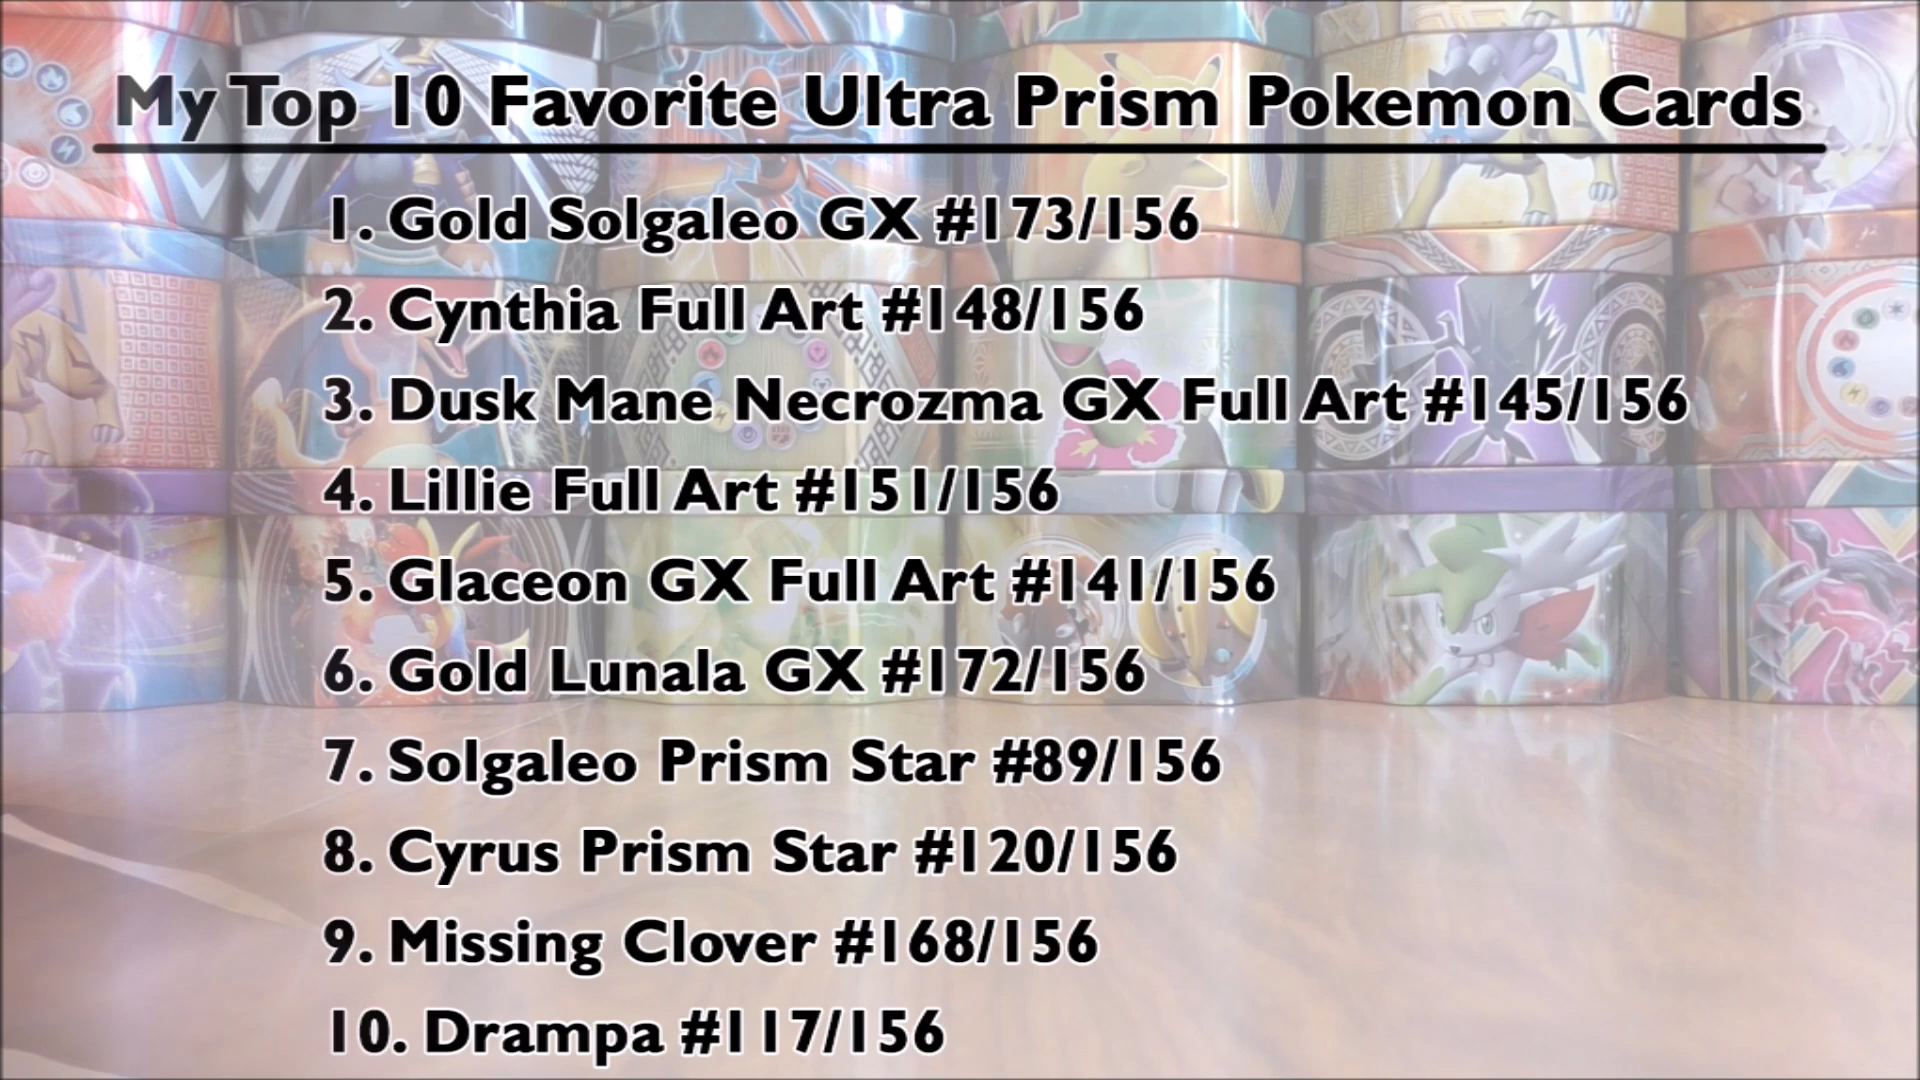 My Top 10 Favorite Ultra Prism Pokemon Cards
1. Gold Solgaleo GX #173/156
2. Cynthia Full Art #148/156
3. Dusk Mane Necrozma GX Full Art #145/156
4. Lillie Full Art #151/156
5. Glaceon GX Full Art #141/156
6. Gold Lunala GX #172/156
7. Solgaleo Prism Star #89/156
8. Cyrus Prism Star #120/156
9. Missing Clover #168/156
10. Drampa #117/156